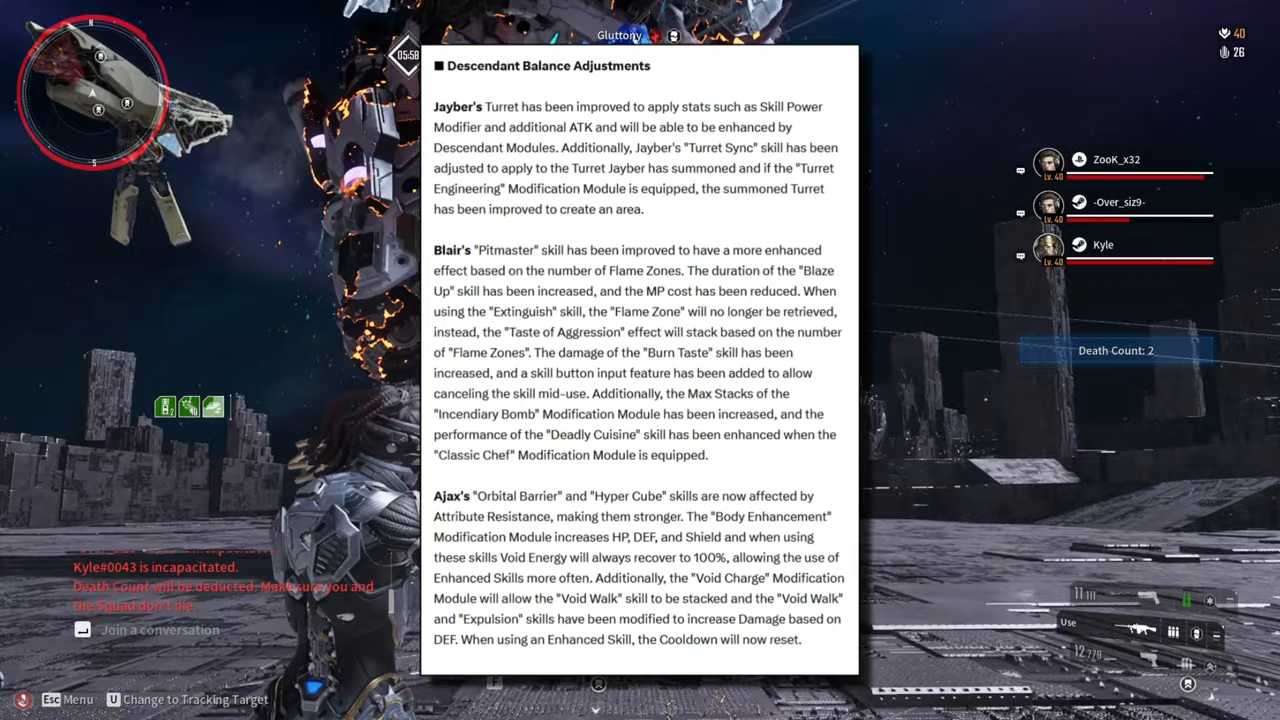 N
Gluttony
05:58
S
40
26
■ Descendant Balance Adjustments
Jayber's Turret has been improved to apply stats such as Skill Power
Modifier and additional ATK and will be able to be enhanced by
Descendant Modules. Additionally, Jayber's "Turret Sync" skill has been
adjusted to apply to the Turret Jayber has summoned and if the "Turret
Engineering" Modification Module is equipped, the summoned Turret
has been improved to create an area.
Blair's "Pitmaster" skill has been improved to have a more enhanced
effect based on the number of Flame Zones. The duration of the "Blaze
Up" skill has been increased, and the MP cost has been reduced. When
using the "Extinguish" skill, the "Flame Zone" will no longer be retrieved,
instead, the "Taste of Aggression" effect will stack based on the number
of "Flame Zones". The damage of the "Burn Taste" skill has been
increased, and a skill button input feature has been added to allow
canceling the skill mid-use. Additionally, the Max Stacks of the
"Incendiary Bomb" Modification Module has been increased, and the
performance of the "Deadly Cuisine" skill has been enhanced when the
"Classic Chef" Modification Module is equipped.
Ajax's "Orbital Barrier" and "Hyper Cube" skills are now affected by
Attribute Resistance, making them stronger. The "Body Enhancement"
Modification Module increases HP, DEF, and Shield and when using
these skills Void Energy will always recover to 100%, allowing the use of
Enhanced Skills more often. Additionally, the "Void Charge" Modification
Module will allow the "Void Walk" skill to be stacked and the "Void Walk"
and "Expulsion" skills have been modified to increase Damage based on
DEF. When using an Enhanced Skill, the Cooldown will now reset.
ZooK_x32
Lv. 40
-Over_siz9-
Lv. 40
Kyle
Lv. 40
Death Count: 2
Kyle#0043 is incapacitated.
Death Count will be deducted. Make sure you and
the Squad don't die.
Join a conversation
Esc Menu U Change to Tracking Target
F
Use